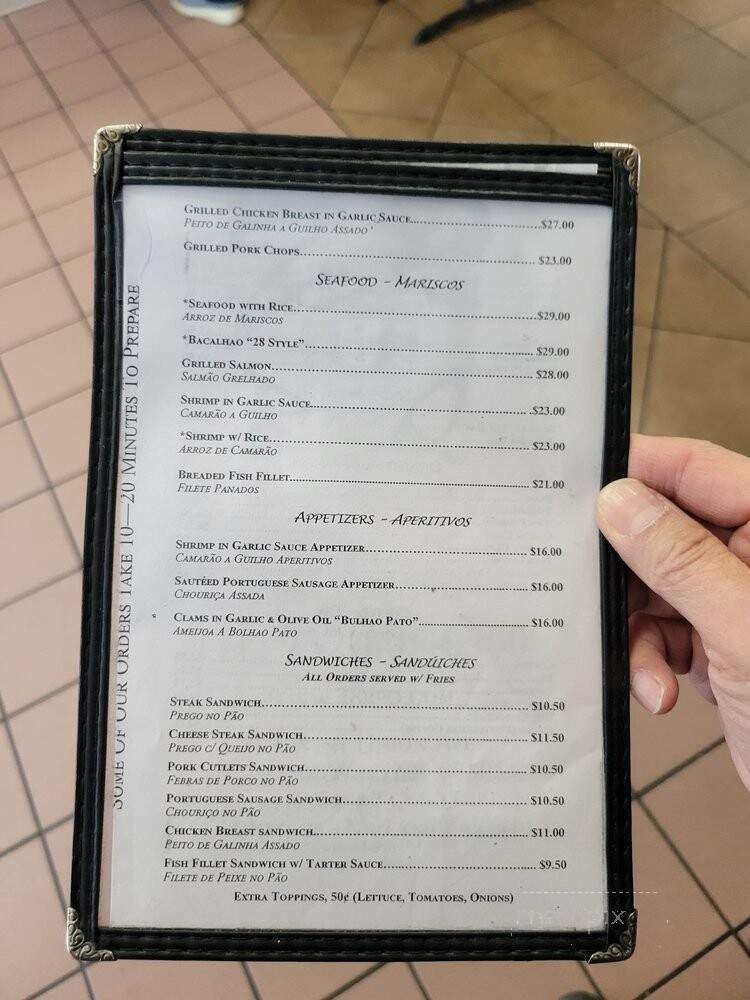 Grilled Chicken Breast in Garlic Sauce...$27.00
Peito de Galinha a Guilho Assado
Grilled Pork Chops...$23.00
Seafood - Mariscos
*Seafood with Rice...$29.00
Arroz de Mariscos
*Bacalhao “28 Style”...$29.00
Grilled Salmon...$28.00
Salmão Grelhado
Shrimp in Garlic Sauce...$23.00
Camarão a Guilho
*Shrimp w/ Rice...$23.00
Arroz de Camarão
Breaded Fish Fillet...$21.00
Filete Panados
Appetizers - Aperitivos
Shrimp in Garlic Sauce Appetizer...$16.00
Camarão a Guilho Aperitivos
Sautéed Portuguese Sausage Appetizer...$16.00
Chouriça Assada
Clams in Garlic & Olive Oil “Bulhao Pato”...$16.00
Ameijoa A Bolhao Pato
Sandwiches - Sandúiches
All Orders served w/ Fries
Steak Sandwich...$10.50
Prego no Pão
Cheese Steak Sandwich...$11.50
Prego c/ Queijo no Pão
Pork Cutlets Sandwich...$10.50
Febras de Porco no Pão
Portuguese Sausage Sandwich...$10.50
Chouriço no Pão
Chicken Breast sandwich...$11.00
Peito de Galinha Assado
Fish Fillet Sandwich w/ Tarter Sauce...$9.50
Filete de Peixe no Pão
Extra Toppings, 50¢ (Lettuce, Tomatoes, Onions)
Some Of Our Orders Take 10—20 Minutes To Prepare